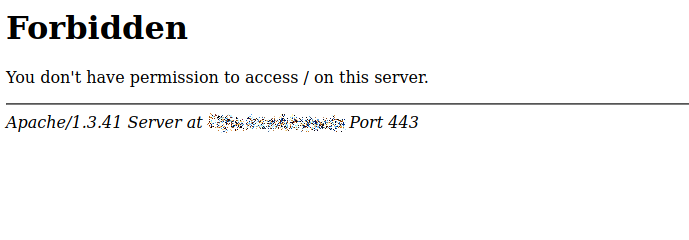 Forbidden
You don't have permission to access / on this server.
Apache/1.3.41 Server at Port 443